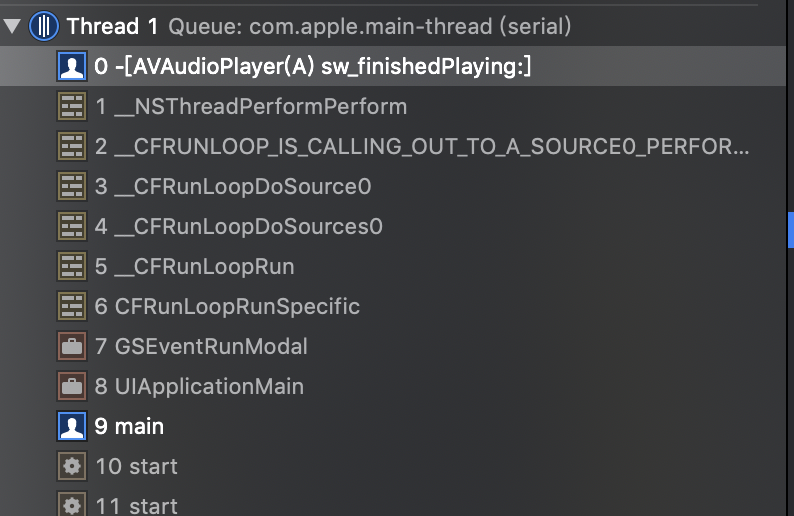 Thread 1 Queue: com.apple.main-thread (serial)
0 -[AVAudioPlayer(A) sw_finishedPlaying:]
1 __NSThreadPerformPerform
2 __CFRUNLOOP_IS_CALLING_OUT_TO_A_SOURCE0_PERFOR...
3 __CFRunLoopDoSource0
4 __CFRunLoopDoSources0
5 __CFRunLoopRun
6 CFRunLoopRunSpecific
7 GSEventRunModal
8 UIApplicationMain
9 main
10 start
11 start